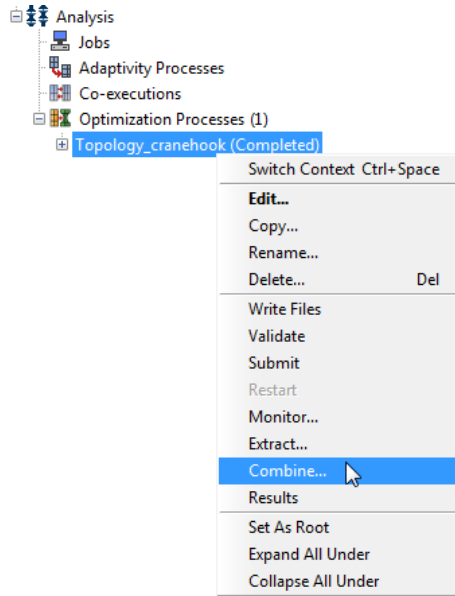 Analysis
Jobs
Adaptivity Processes
Co-executions
Optimization Processes (1)
Topology_cranehook (Completed)
Switch Context Ctrl+Space
Edit...
Copy...
Rename...
Delete... Del
Write Files
Validate
Submit
Restart
Monitor...
Extract...
Combine...
Results
Set As Root
Expand All Under
Collapse All Under